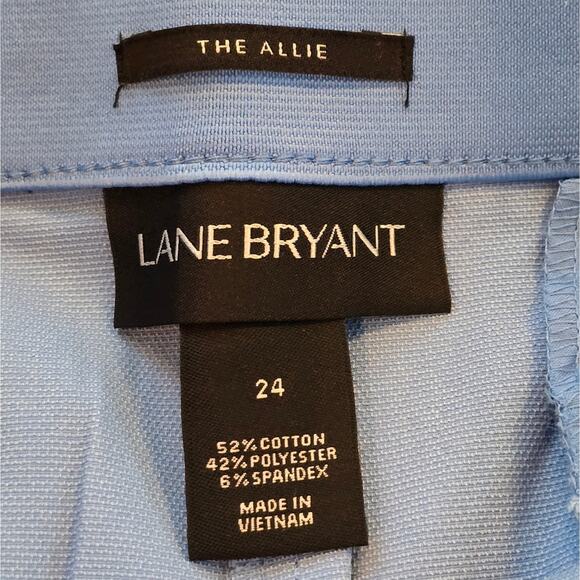 THE ALLIE
LANE BRYANT
24
52% COTTON
42% POLYESTER
6% SPANDEX
MADE IN
VIETNAM